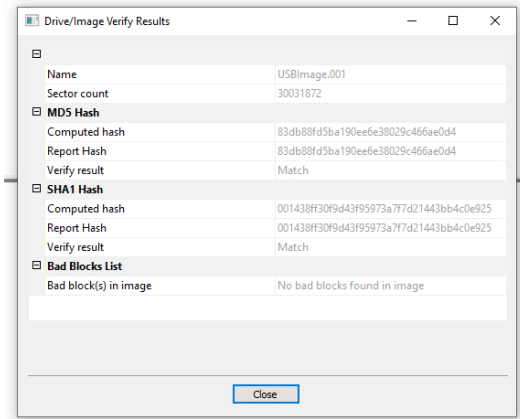 Drive/Image Verify Results
Name USBImage.001
Sector count 30031872
MD5 Hash
Computed hash 83db88fd5ba190ee6e38029c466ae0d4
Report Hash 83db88fd5ba190ee6e38029c466ae0d4
Verify result Match
SHA1 Hash
Computed hash 001438ff30f9d43f95973a7f7d21443bb4c0e925
Report Hash 001438ff30f9d43f95973a7f7d21443bb4c0e925
Verify result Match
Bad Blocks List
Bad block(s) in image No bad blocks found in image
Close